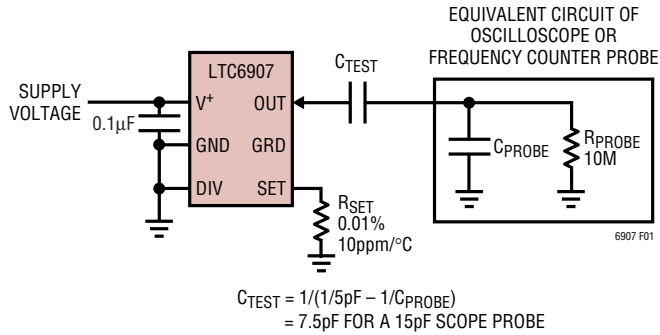 EQUIVALENT CIRCUIT OF
OSCILLOSCOPE OR
FREQUENCY COUNTER PROBE
LTC6907
CTEST
SUPPLY
VOLTAGE
V+
OUT
0.1µF
GND
GRD
CPROBE
RPROBE
10M
DIV
SET
RSET
0.01%
10ppm/°C
6907 F01
CTEST = 1/(1/5pF – 1/CPROBE)
= 7.5pF FOR A 15pF SCOPE PROBE